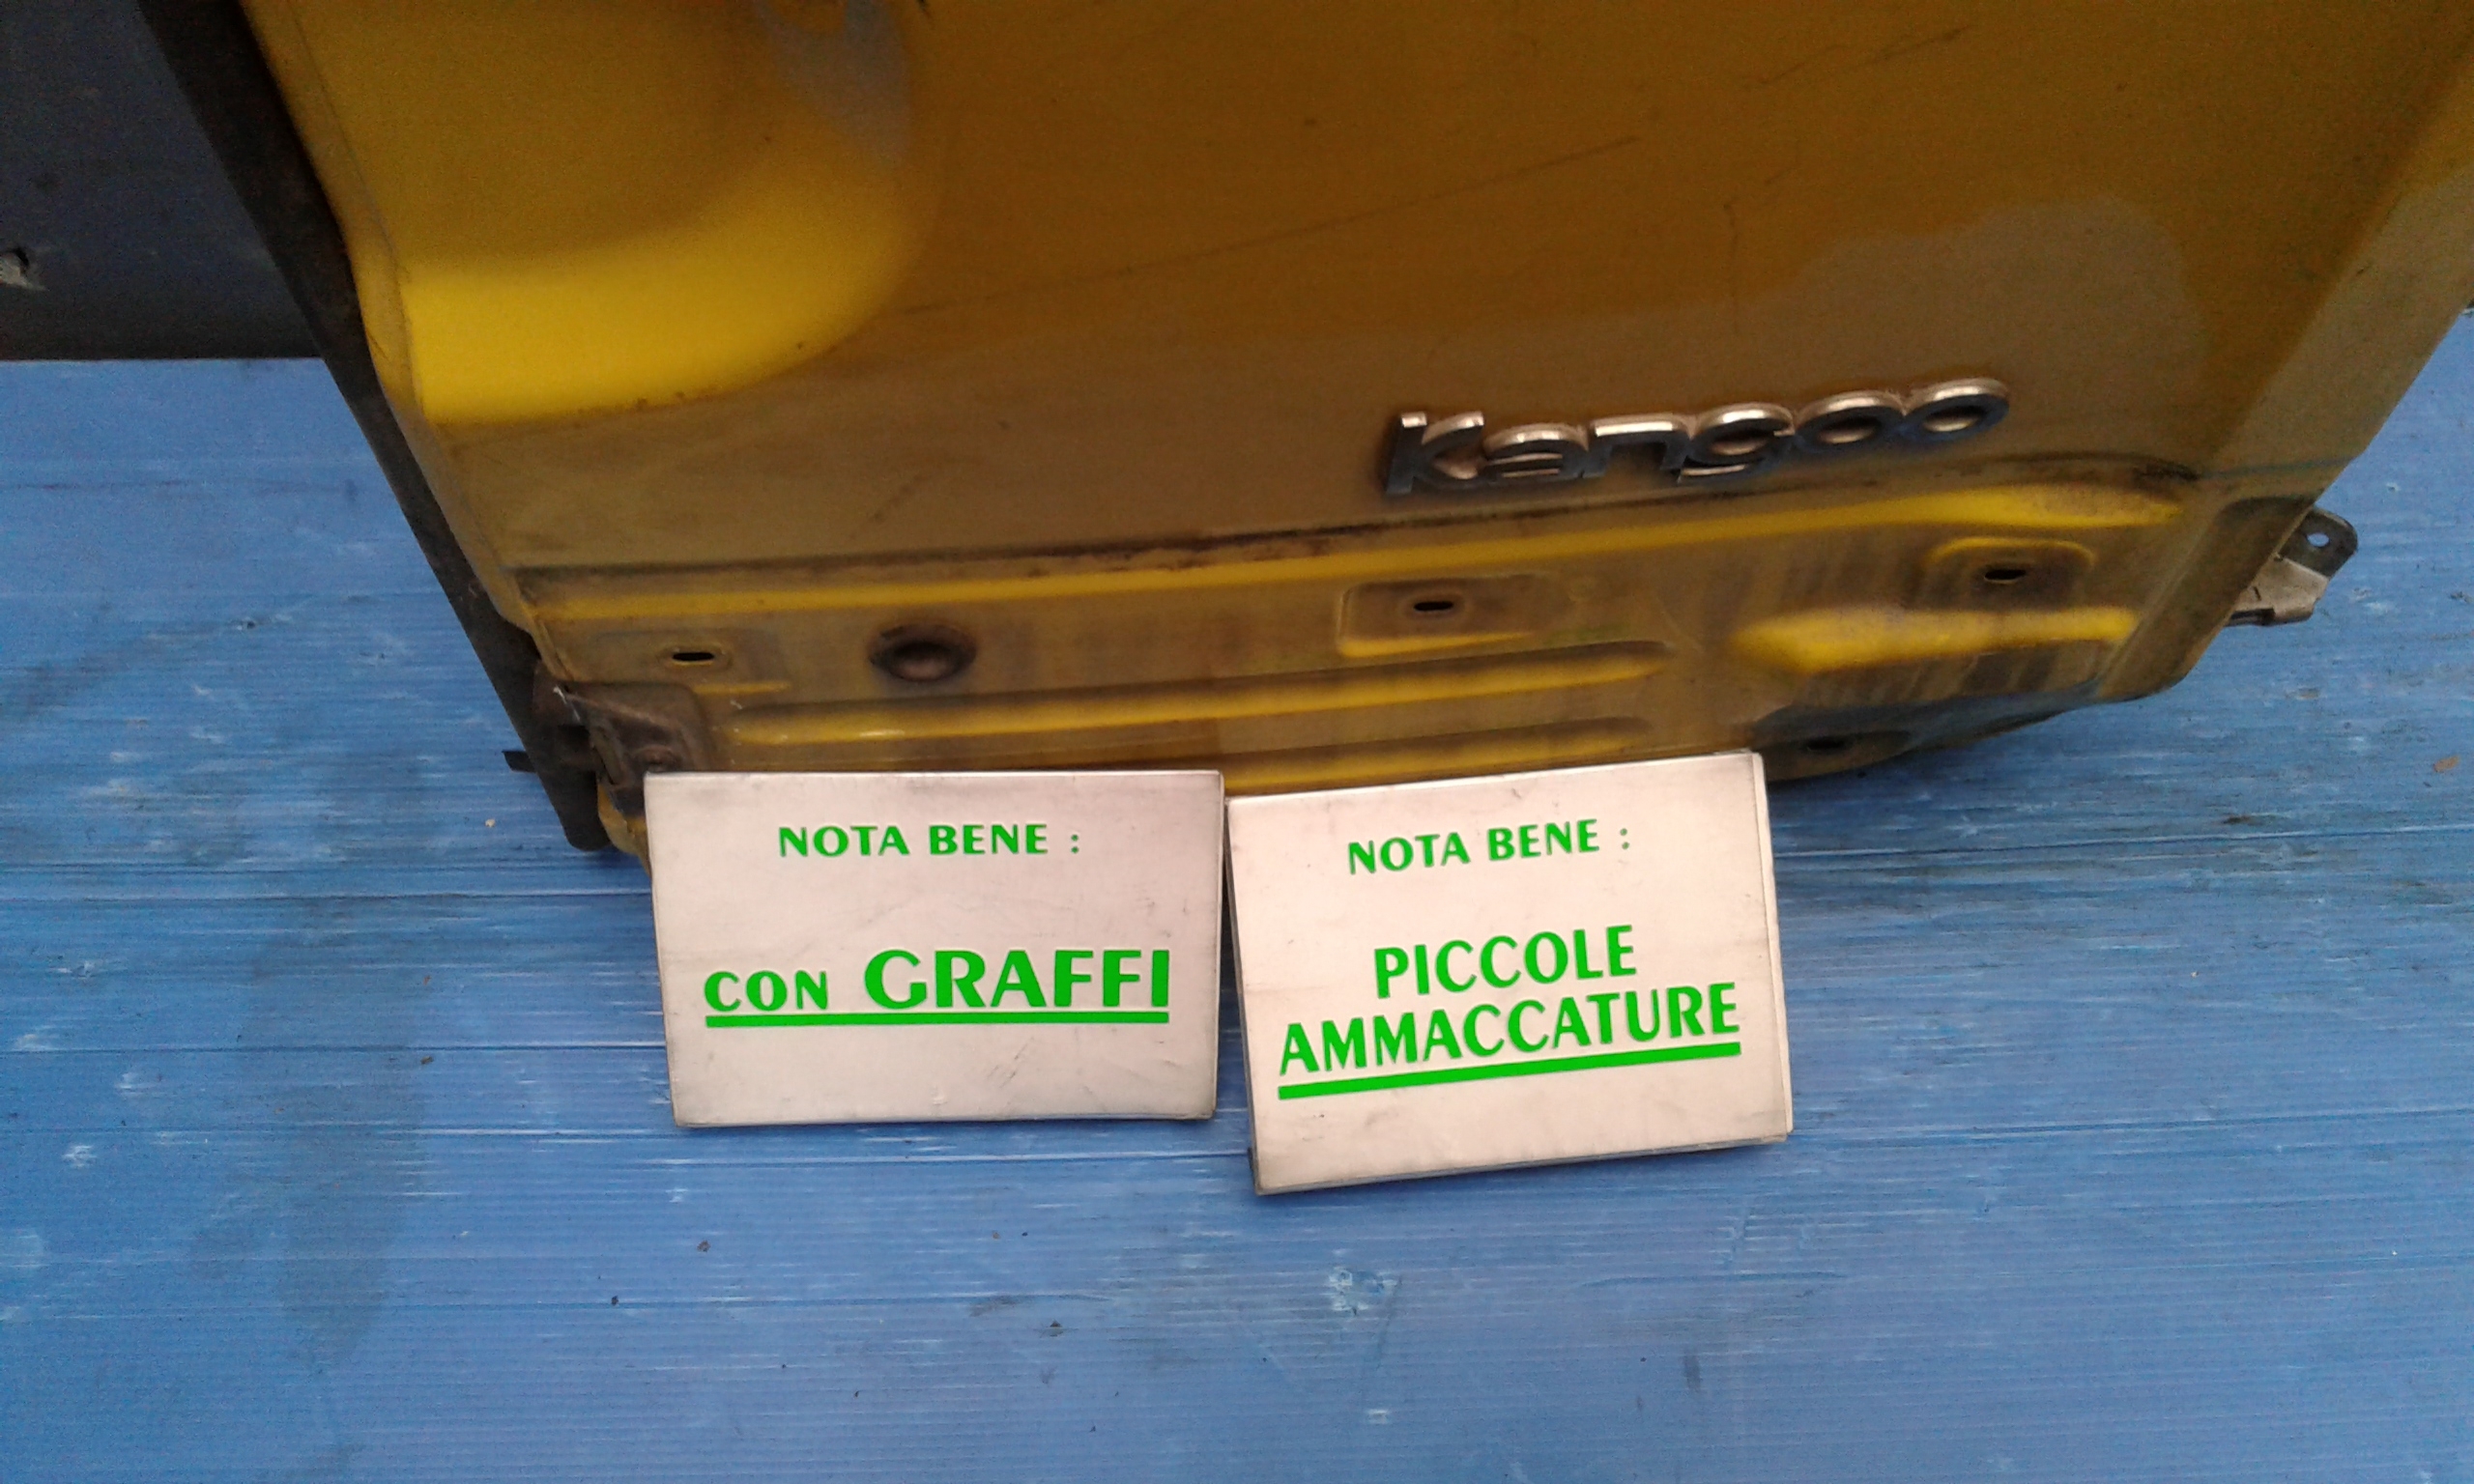 Kangoo
NOTA BENE :
CON GRAFFI
NOTA BENE :
PICCOLE
AMMACCATURE